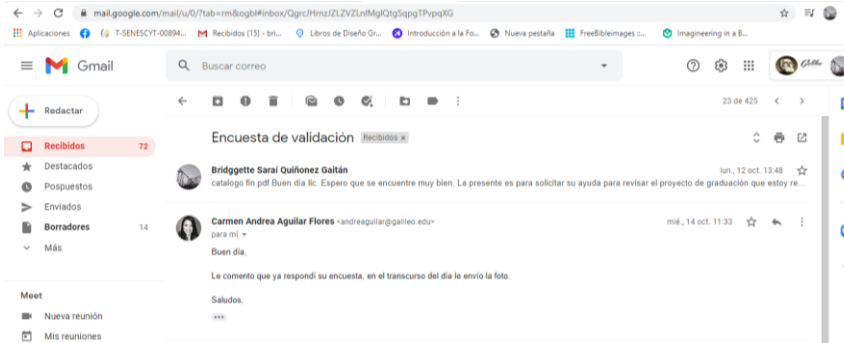 mail.google.com/mail/u/0/?tab=rm&ogbl#inbox/QgrcJHrnzJZLZVZLnlMglQtgSqpgTPvpqXG
Aplicaciones T-SENESCYT-00894... Recibidos (15) - bri... Libros de Diseño Gr... Introducción a la Fo... Nueva pestaña FreeBibleimages ::... Imagineering in a B...
Gmail
Buscar correo
Galileo
Redactar
23 de 425
Encuesta de validación Recibidos x
Recibidos 72
Destacados
Pospuestos
Enviados
Borradores 14
Más
Bridggette Saraí Quiñonez Gaitán lun., 12 oct. 13:48
catalogo fin.pdf Buen día lic. Espero que se encuentre muy bien. La presente es para solicitar su ayuda para revisar el proyecto de graduación que estoy re...
Carmen Andrea Aguilar Flores <andreaguilar@galileo.edu> mié., 14 oct. 11:33
para mí
Buen día,
Le comento que ya respondí su encuesta, en el transcurso del día le envío la foto.
Saludos,
Meet
Nueva reunión
Mis reuniones